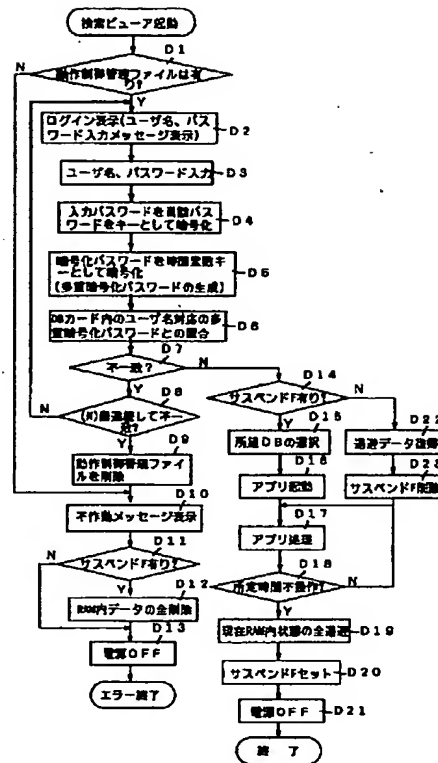 検索ビューア起動
D1
動作制御管理ファイルは有
り?
N
Y
ログイン表示(ユーザ名、パス
ワード入力メッセージ表示)
D2
ユーザ名、パスワード入力
D3
入力パスワードを
パス
ワードをキーとして暗号化
D4
暗号化パスワードを時間変数キ
ーとして暗号化
(多重暗号化パスワードの生成)
D5
DBカード内のユーザ名対応の多
重暗号化パスワードとの照合
D6
D7
不一致?
N
Y
D8
(N)
連続して不一
致?
N
Y
D9
動作制御管理ファイ
ルを削除
D10
不作動メッセージ表示
D11
サスペンドF有り?
N
Y
D12
RAM内データの全削除
D13
電源OFF
エラー終了
D14
サスペンドF有り?
N
Y
D15
DBの選択
D16
アプリ起動
D22
退避データ復帰
D23
サスペンドF削除
D17
アプリ処理
D18
所定時間不操作?
N
Y
現在RAM内状態の全退避
D19
サスペンドFセット
D20
電源OFF
D21
終 了